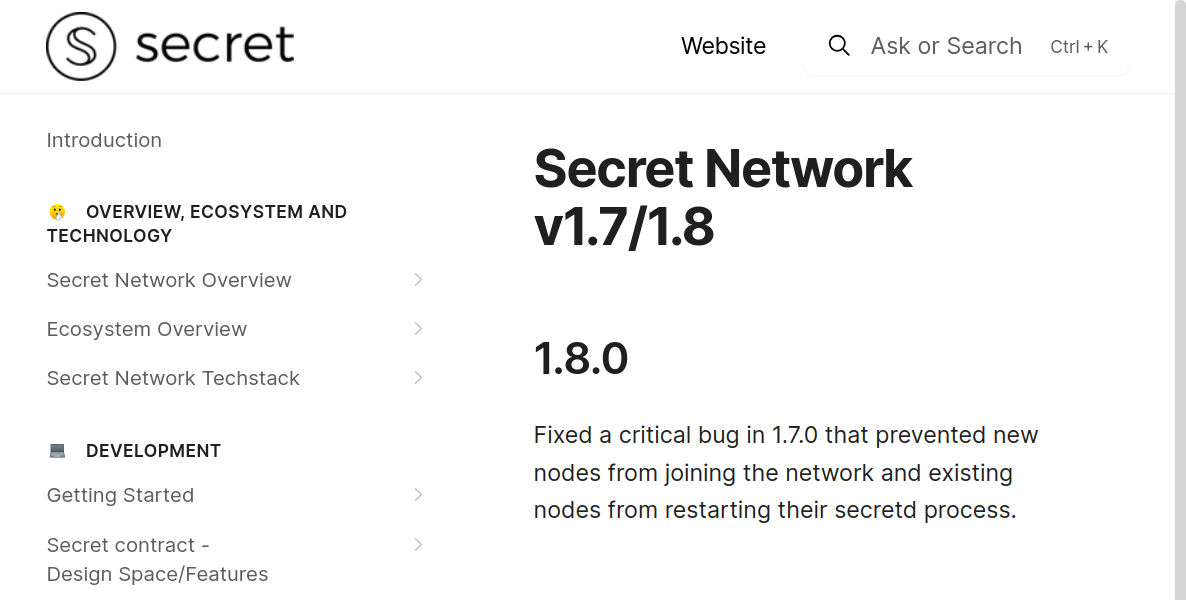 secret
Website
Ask or Search
Ctrl + K
Introduction
OVERVIEW, ECOSYSTEM AND
TECHNOLOGY
Secret Network Overview
Ecosystem Overview
Secret Network Techstack
DEVELOPMENT
Getting Started
Secret contract -
Design Space/Features
Secret Network
v1.7/1.8
1.8.0
Fixed a critical bug in 1.7.0 that prevented new
nodes from joining the network and existing
nodes from restarting their secretd process.